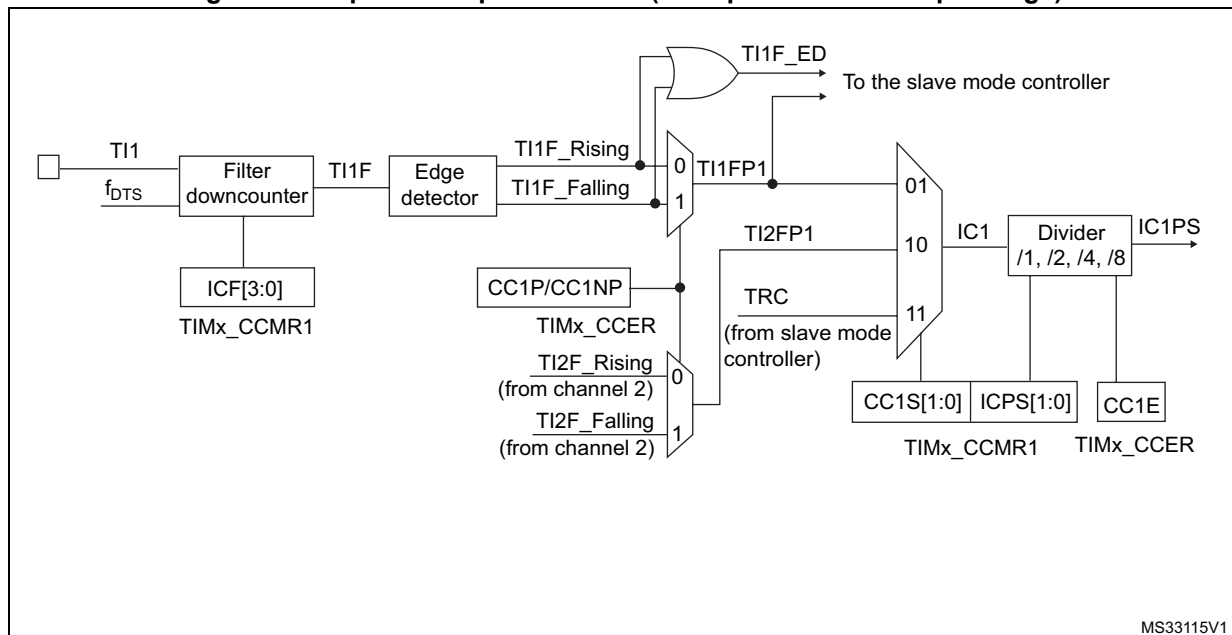 TI1F_ED
To the slave mode controller
TI1
f_DTS
Filter
downcounter
TI1F
Edge
detector
TI1F_Rising
TI1F_Falling
0
1
TI1FP1
01
ICF[3:0]
TIMx_CCMR1
CC1P/CC1NP
TIMx_CCER
TI2FP1
10
TRC
11
(from slave mode
controller)
IC1
Divider
/1, /2, /4, /8
IC1PS
TI2F_Rising
(from channel 2)
0
TI2F_Falling
(from channel 2)
1
CC1S[1:0]
ICPS[1:0]
CC1E
TIMx_CCMR1
TIMx_CCER
MS33115V1